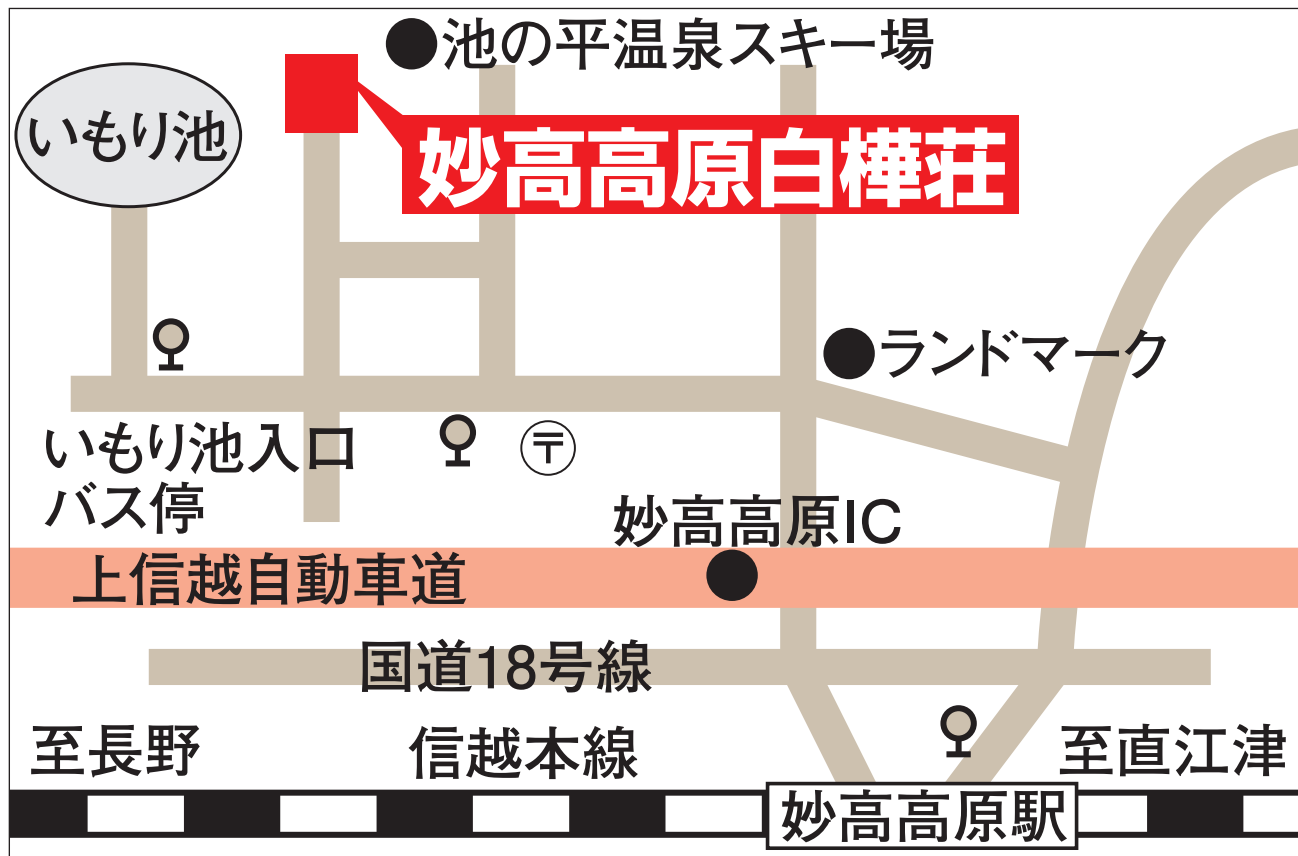 池の平温泉スキー場
いもり池
妙高高原白樺荘
ランドマーク
いもり池入口
バス停
〒
妙高高原IC
上信越自動車道
国道18号線
至長野
信越本線
至直江津
妙高高原駅